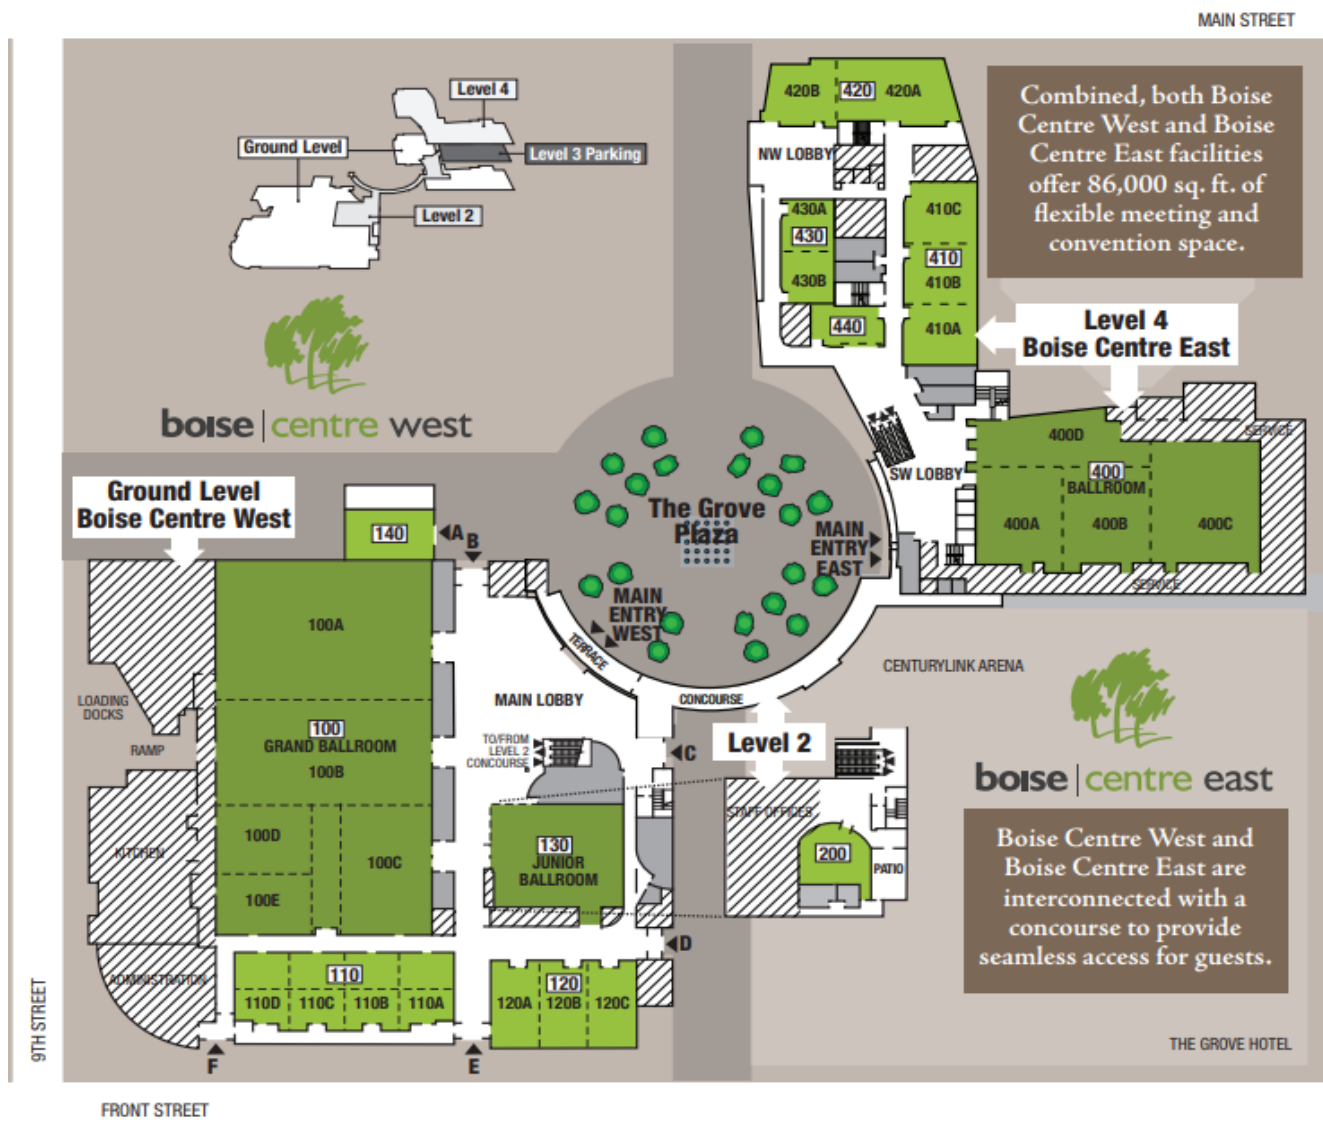 MAIN STREET
Level 4
Ground Level
Level 3 Parking
Level 2
boise | centre west
420B
420
420A
NW LOBBY
430A
430
430B
440
410C
410
410B
410A
Combined, both Boise
Centre West and Boise
Centre East facilities
offer 86,000 sq. ft. of
flexible meeting and
convention space.
Level 4
Boise Centre East
SERVICE
400D
400
BALLROOM
400A
400B
400C
SERVICE
SW LOBBY
Ground Level
Boise Centre West
140
A
B
The Grove
Plaza
MAIN
ENTRY
EAST
MAIN
ENTRY
WEST
TERRACE
CONCOURSE
CENTURYLINK ARENA
100A
LOADING
DOCKS
RAMP
100
GRAND BALLROOM
100B
MAIN LOBBY
TO/FROM
LEVEL 2
CONCOURSE
C
Level 2
boise | centre east
100D
100C
100E
KITCHEN
130
JUNIOR
BALLROOM
STAFF OFFICES
200
PATIO
Boise Centre West and
Boise Centre East are
interconnected with a
concourse to provide
seamless access for guests.
D
ADMINISTRATION
110
110D
110C
110B
110A
120
120A
120B
120C
F
E
9TH STREET
THE GROVE HOTEL
FRONT STREET